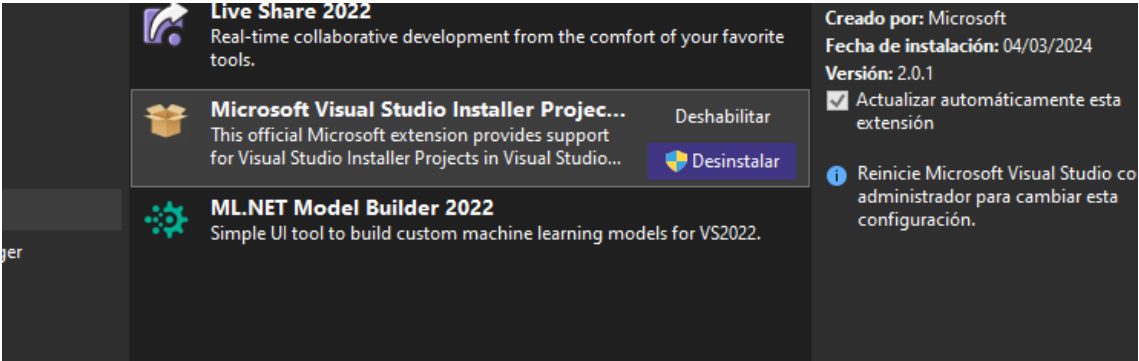 Live Share 2022
Real-time collaborative development from the comfort of your favorite
tools.
Microsoft Visual Studio Installer Projec...
This official Microsoft extension provides support
for Visual Studio Installer Projects in Visual Studio...
Deshabilitar
Desinstalar
ML.NET Model Builder 2022
Simple UI tool to build custom machine learning models for VS2022.
ger
Creado por: Microsoft
Fecha de instalación: 04/03/2024
Versión: 2.0.1
Actualizar automáticamente esta
extensión
Reinicie Microsoft Visual Studio co
administrador para cambiar esta
configuración.